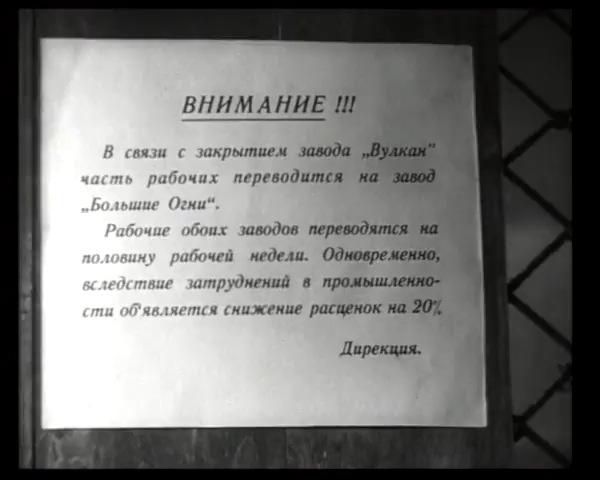 ВНИМАНИЕ !!!
В связи с закрытием завода „Вулкан"
часть рабочих переводится на завод
„Большие Огни“.
Рабочие обоих заводов переводятся на
половину рабочей недели. Одновременно,
вследствие затруднений в промышленно-
сти об'является снижение расценок на 20%
Дирекция.